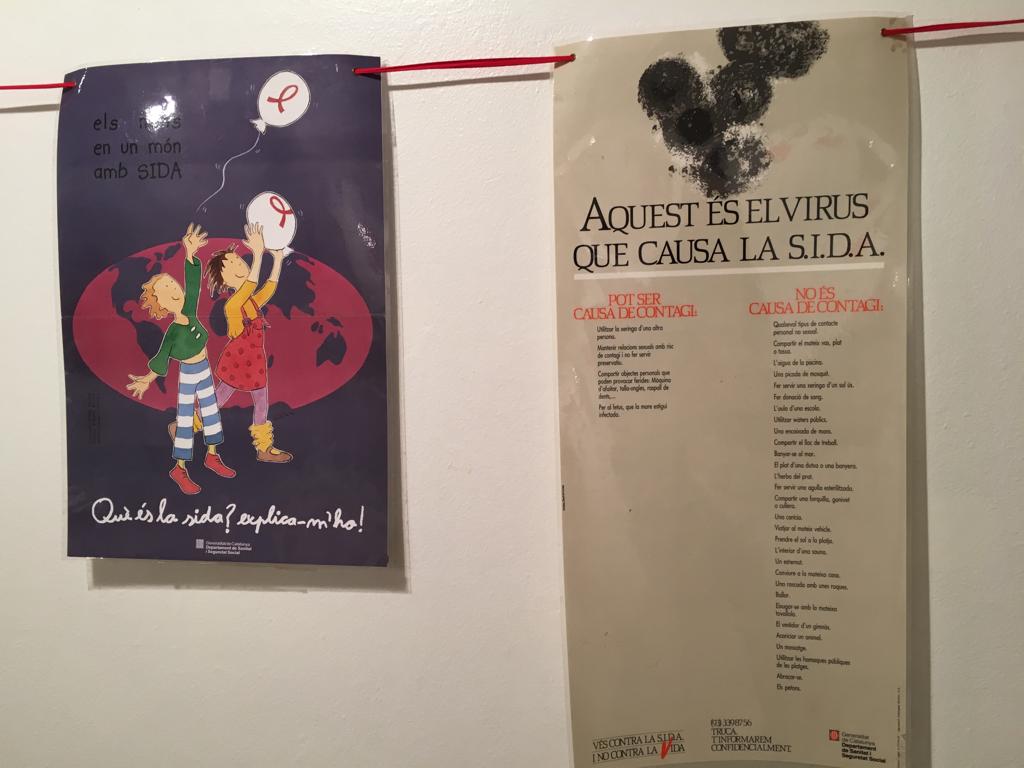 els nens
en un món
amb SIDA
Què és la sida? explica-m'ho!
Generalitat de Catalunya
Departament de Sanitat
i Seguretat Social
AQUEST ÉS EL VIRUS
QUE CAUSA LA S.I.D.A.
POT SER
CAUSA DE CONTAGI:
Utilitzar la xeringa d'una altra
persona.
Mantenir relacions sexuals amb risc
de contagi i no fer servir
preservatiu.
Compartir objectes personals que
poden provocar ferides: Màquina
d'afaitar, talla-ungles, raspall de
dents,...
Per al fetus, que la mare estigui
infectada.
NO ÉS
CAUSA DE CONTAGI:
Qualsevol tipus de contacte
personal no sexual.
Compartir el mateix vas, plat
o tassa.
L'aigua de la piscina.
Una picada de mosquit.
Fer servir una xeringa d'un sol ús.
Fer donació de sang.
L'aula d'una escola.
Utilitzar wàters públics.
Una encaixada de mans.
Compartir el lloc de treball.
Banyar-se al mar.
El plat d'una dutxa o una banyera.
L'herba del prat.
Fer servir una agulla esterilitzada.
Compartir una forquilla, ganivet
o cullera.
Una carícia.
Viatjar al mateix vehicle.
Prendre el sol a la platja.
L'interior d'una sauna.
Un esternut.
Conviure a la mateixa casa.
Una rascada amb unes roques.
Ballar.
Eixugar-se amb la mateixa
tovallola.
El vestidor d'un gimnàs.
Acariciar un animal.
Un massatge.
Utilitzar les hamaques públiques
de les platges.
Abraçar-se.
Els petons.
VÉS CONTRA LA S.I.D.A.
I NO CONTRA LA VIDA
(93) 3398756
TRUCA.
T'INFORMAREM
CONFIDENCIALMENT.
Generalitat
de Catalunya
Departament
de Sanitat i
Seguretat Social